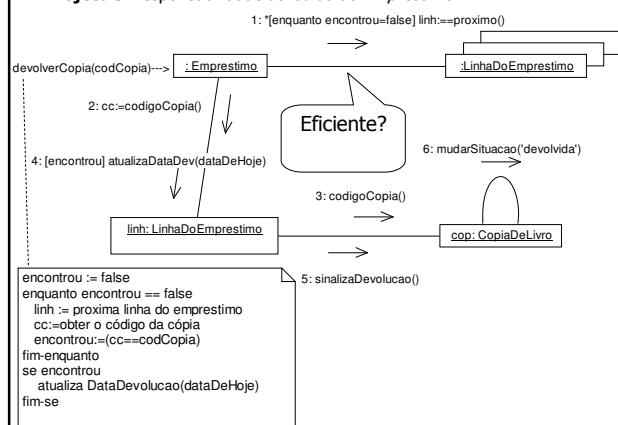 1: *[enquanto encontrou=false] linh:==proximo()
devolverCopia(codCopia)--->
: Emprestimo
:LinhaDoEmprestimo
2: cc:=codigoCopia()
Eficiente?
6: mudarSituacao('devolvida')
4: [encontrou] atualizaDataDev(dataDeHoje)
3: codigoCopia()
linh: LinhaDoEmprestimo
cop: CopiaDeLivro
5: sinalizaDevolucao()
encontrou := false
enquanto encontrou == false
linh := proxima linha do emprestimo
cc:=obter o código da cópia
encontrou:=(cc==codCopia)
fim-enquanto
se encontrou
atualiza DataDevolucao(dataDeHoje)
fim-se